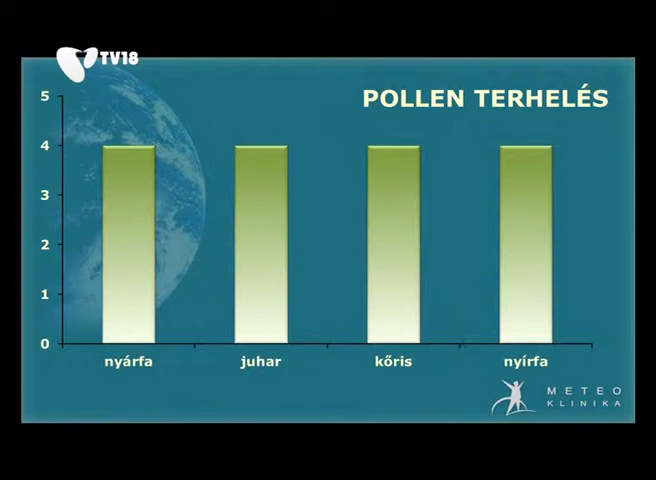 TV18
POLLEN TERHELÉS
5
4
3
2
1
0
nyárfa juhar kőris nyírfa
METEO
KLINIKA